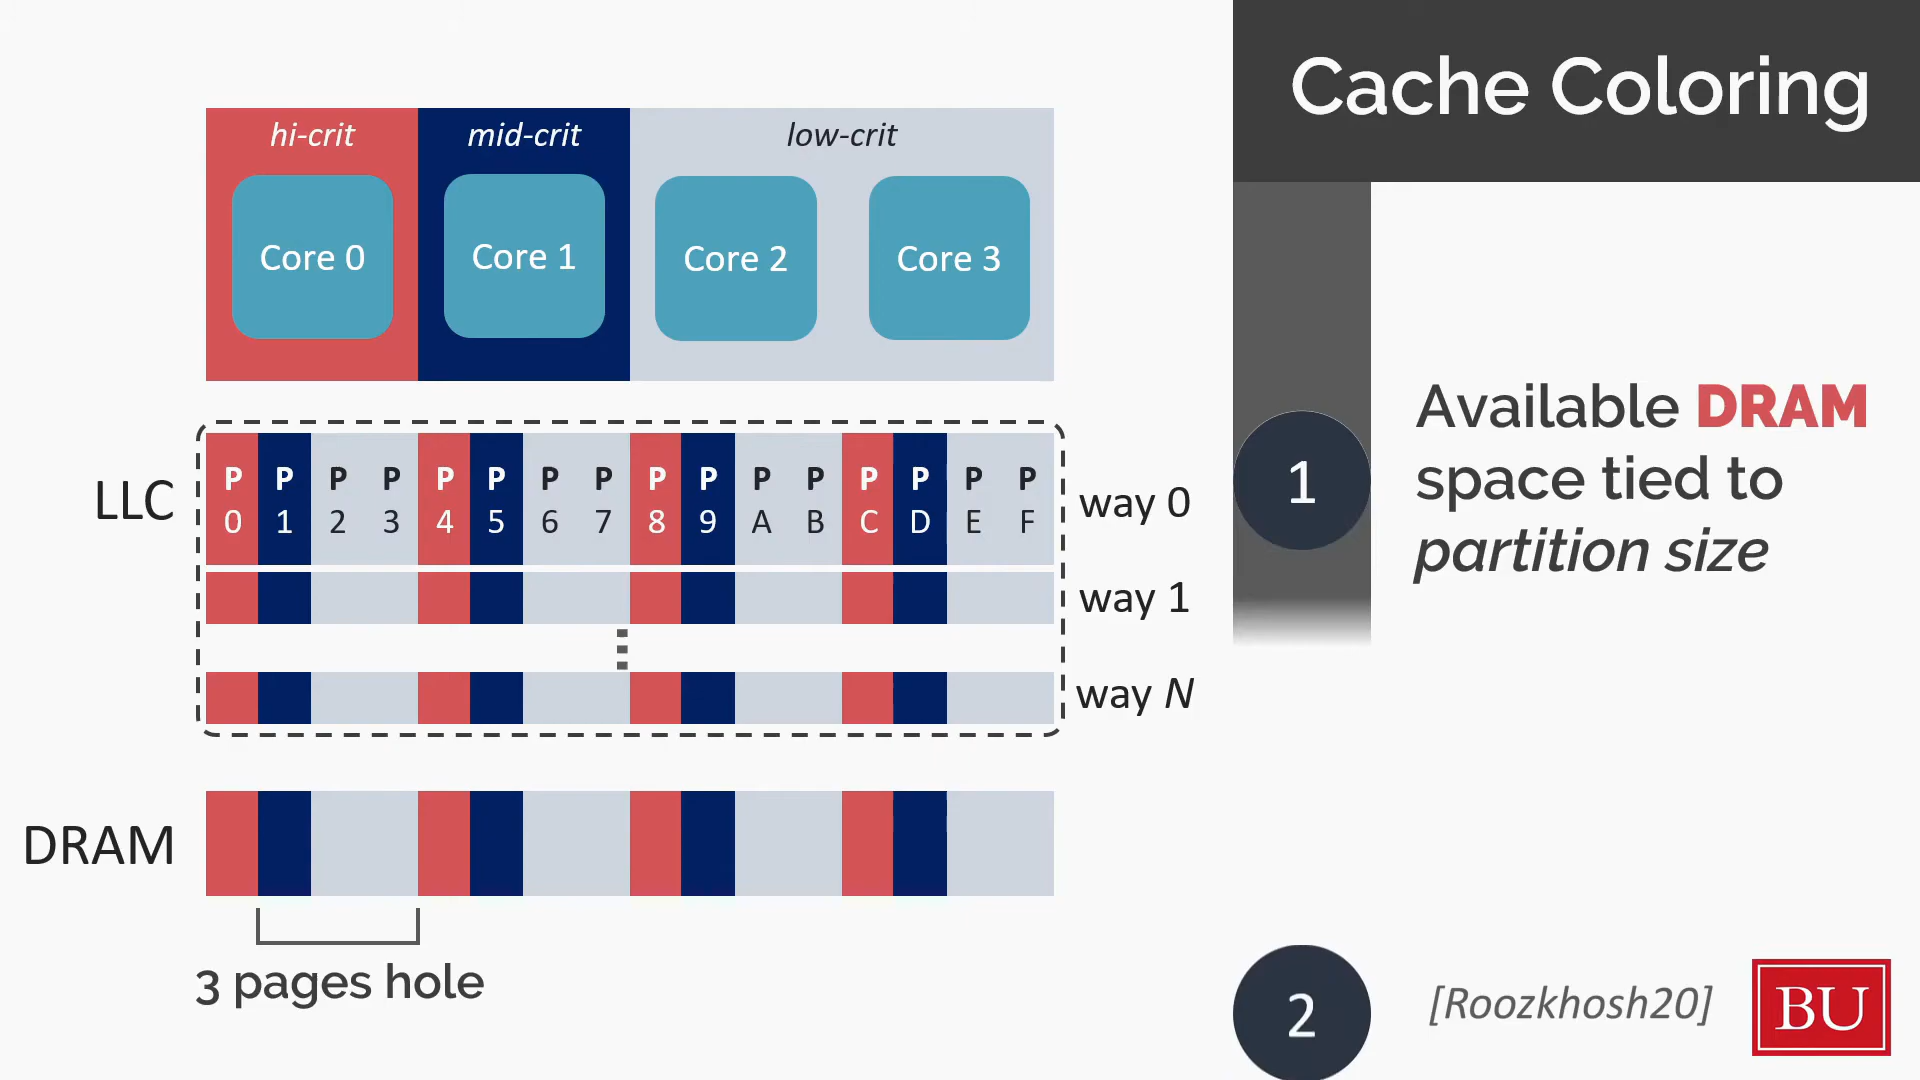 Cache Coloring
hi-crit mid-crit low-crit
Core 0 Core 1 Core 2 Core 3
LLC
P P P P P P P P P P P P P P P P
0 1 2 3 4 5 6 7 8 9 A B C D E F
way 0
way 1
way N
DRAM
3 pages hole
1
Available DRAM
space tied to
partition size
2
[Roozkhosh20]
BU